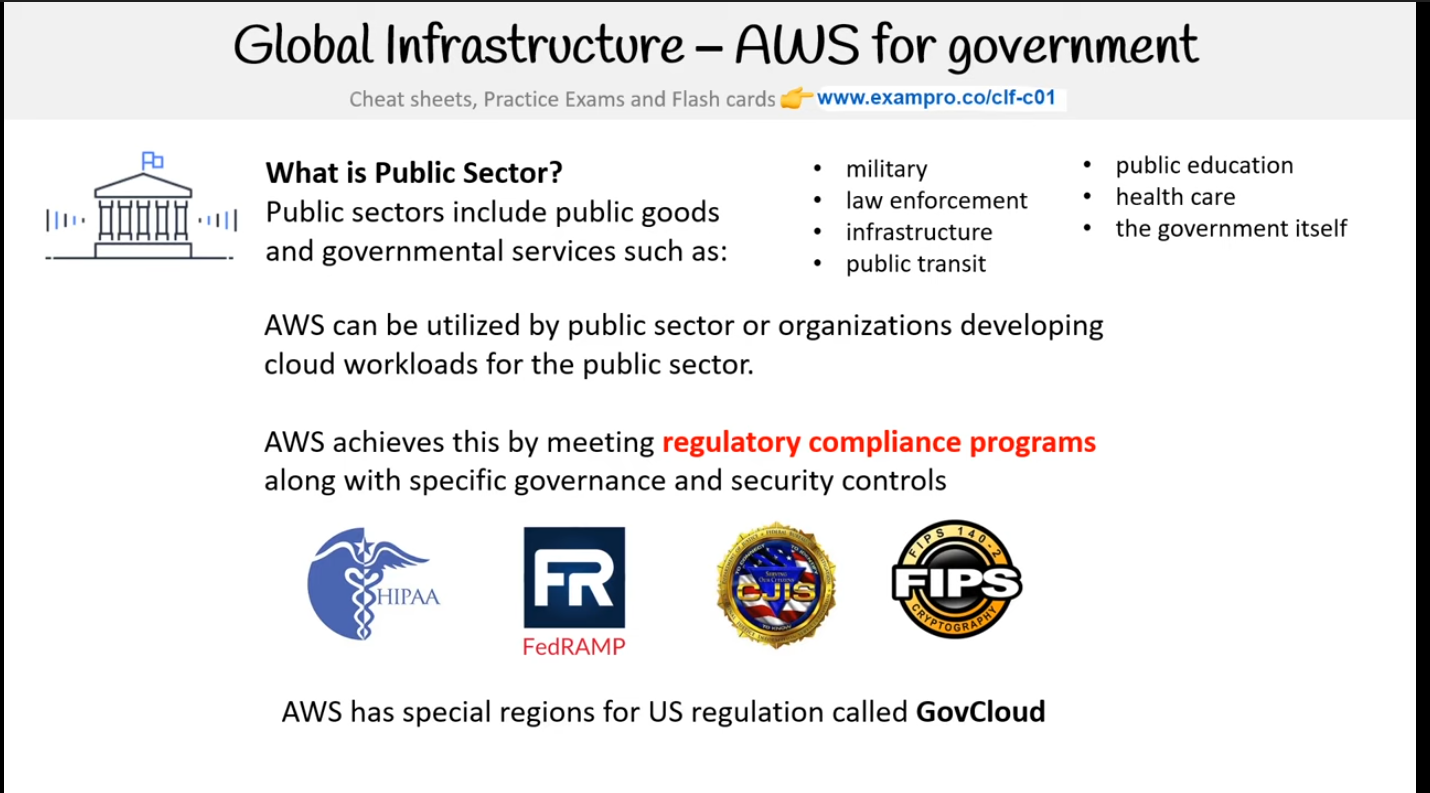 Global Infrastructure – AWS for government
Cheat sheets, Practice Exams and Flash cards 👉 www.exampro.co/clf-c01
What is Public Sector?
Public sectors include public goods
and governmental services such as:
• military
• law enforcement
• infrastructure
• public transit
• public education
• health care
• the government itself
AWS can be utilized by public sector or organizations developing
cloud workloads for the public sector.
AWS achieves this by meeting regulatory compliance programs
along with specific governance and security controls
HIPAA
FR
FedRAMP
CJIS
FIPS 140-2
FIPS
CRYPTOGRAPHY
AWS has special regions for US regulation called GovCloud